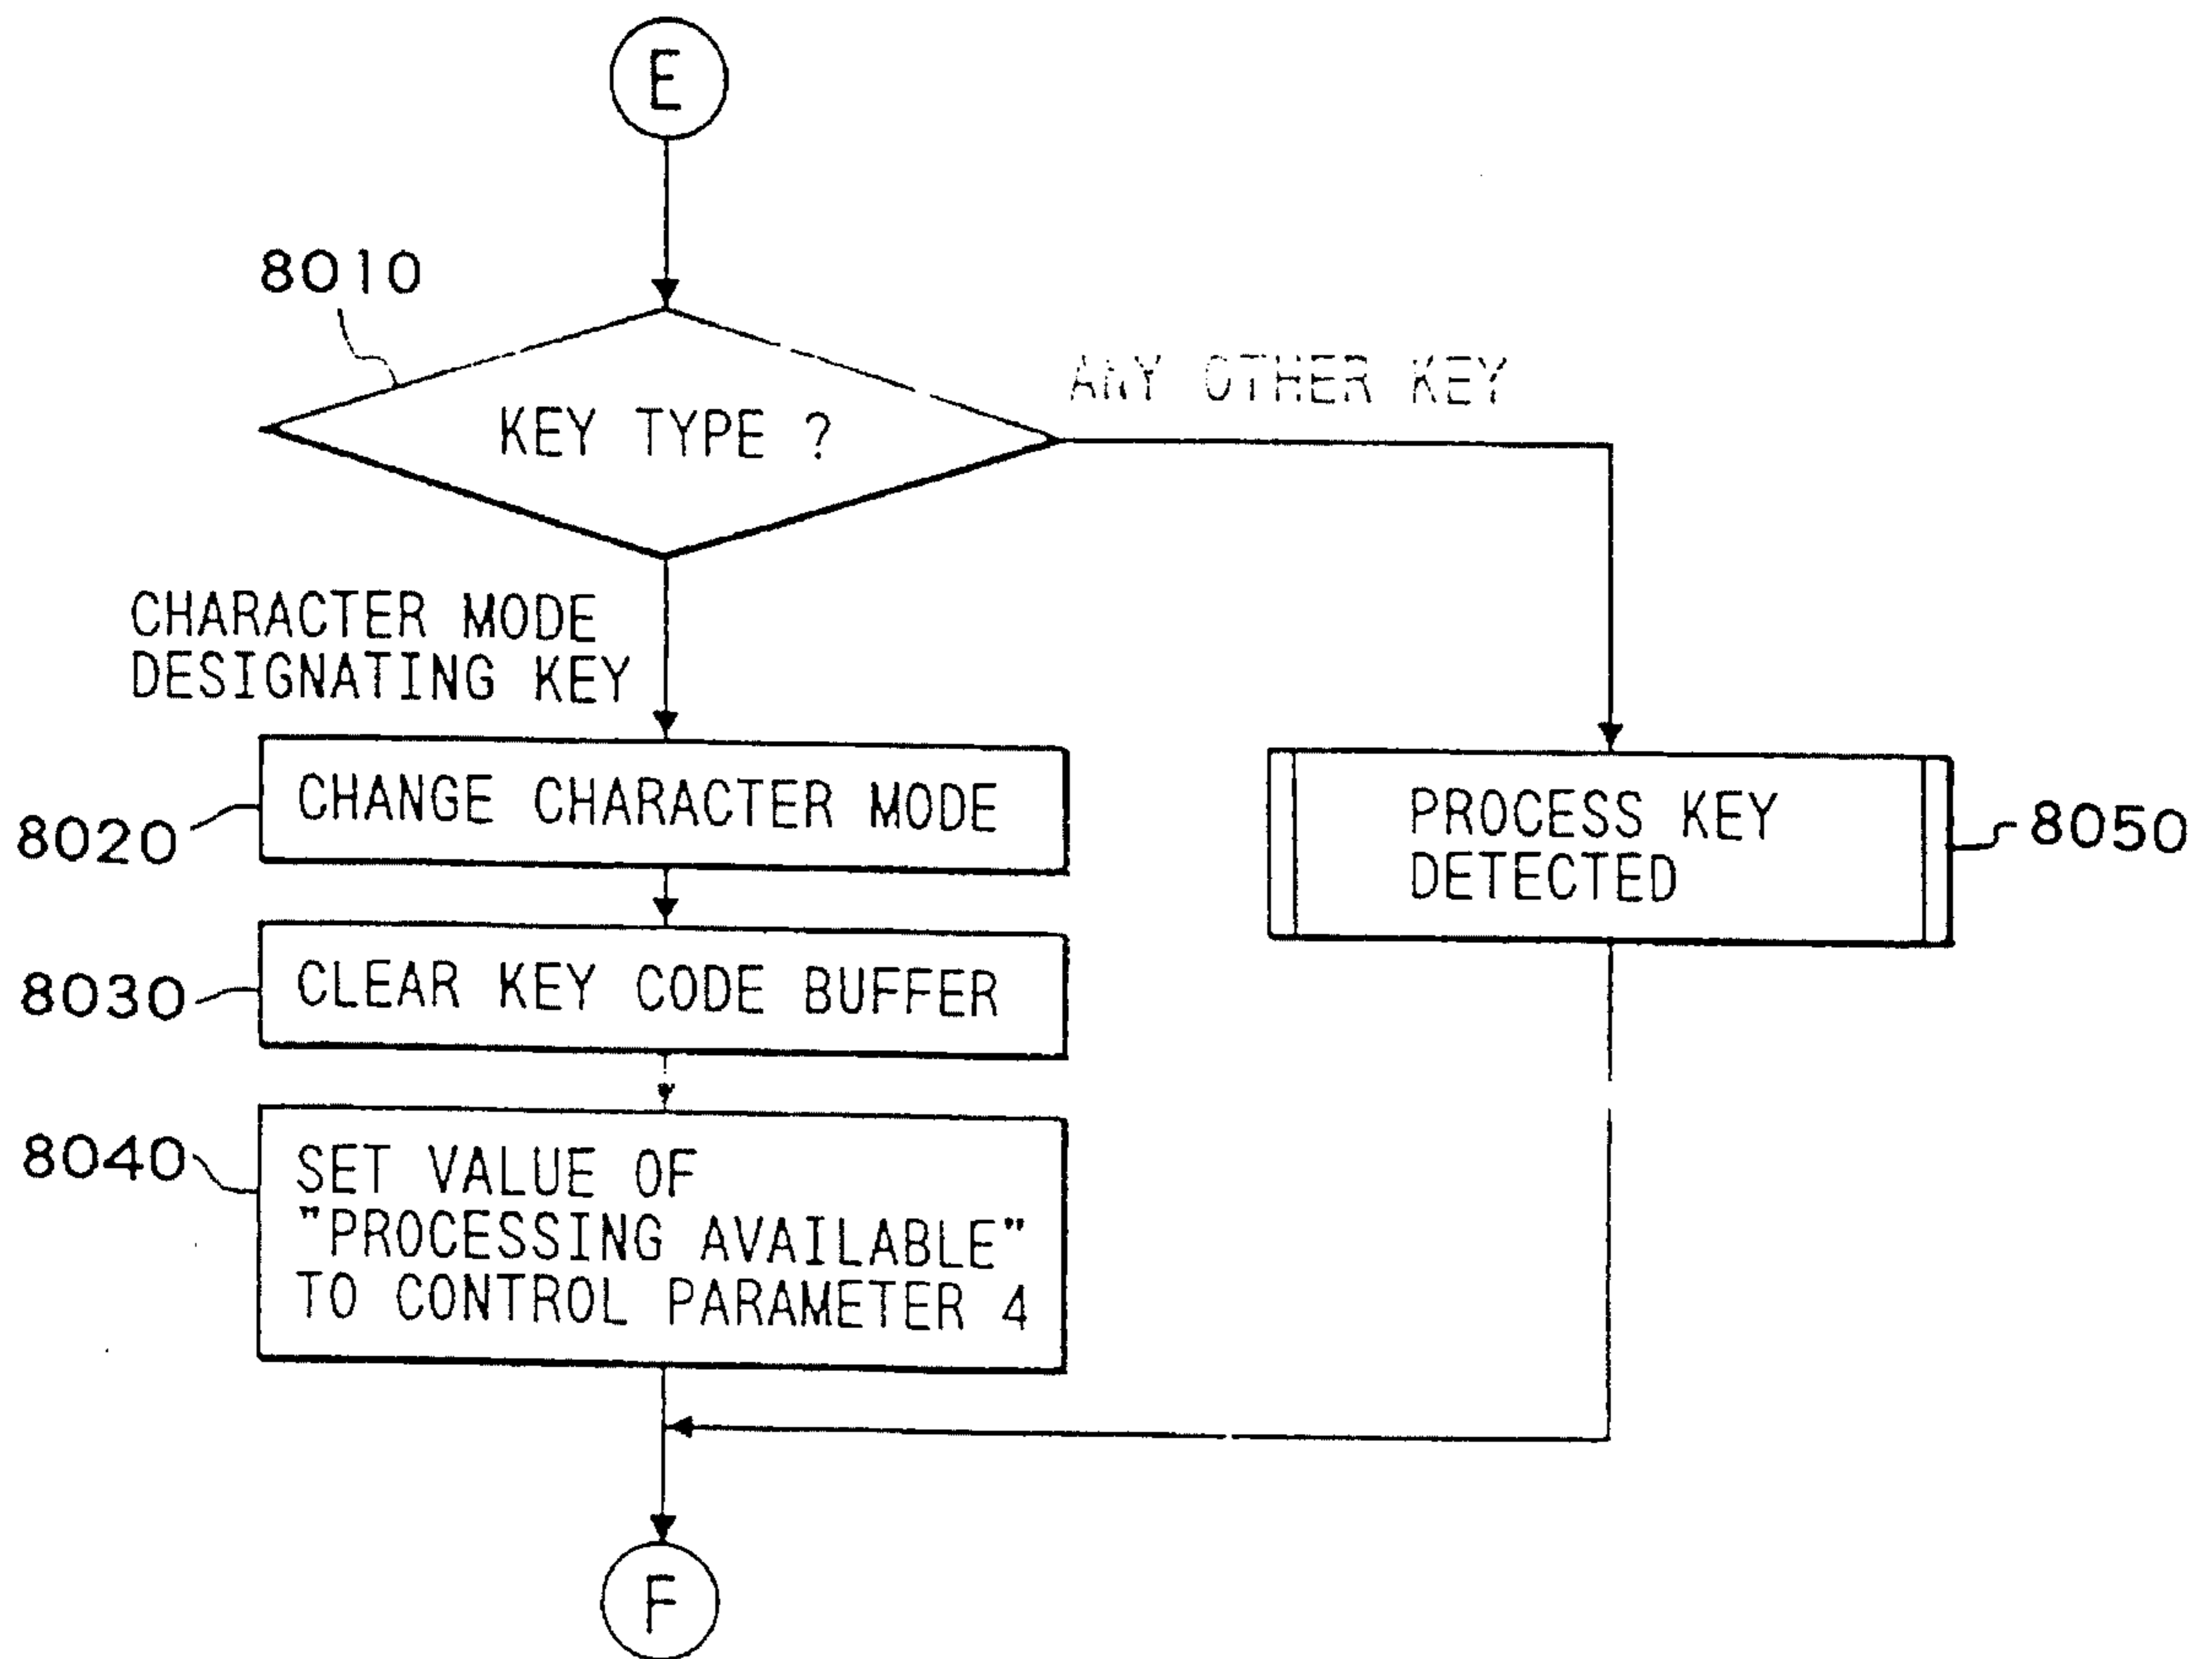 E
8010
KEY TYPE ?
ANY OTHER KEY
CHARACTER MODE
DESIGNATING KEY
CHANGE CHARACTER MODE
8020
PROCESS KEY
DETECTED
8050
CLEAR KEY CODE BUFFER
8030
8040
SET VALUE OF
"PROCESSING AVAILABLE"
TO CONTROL PARAMETER 4
F